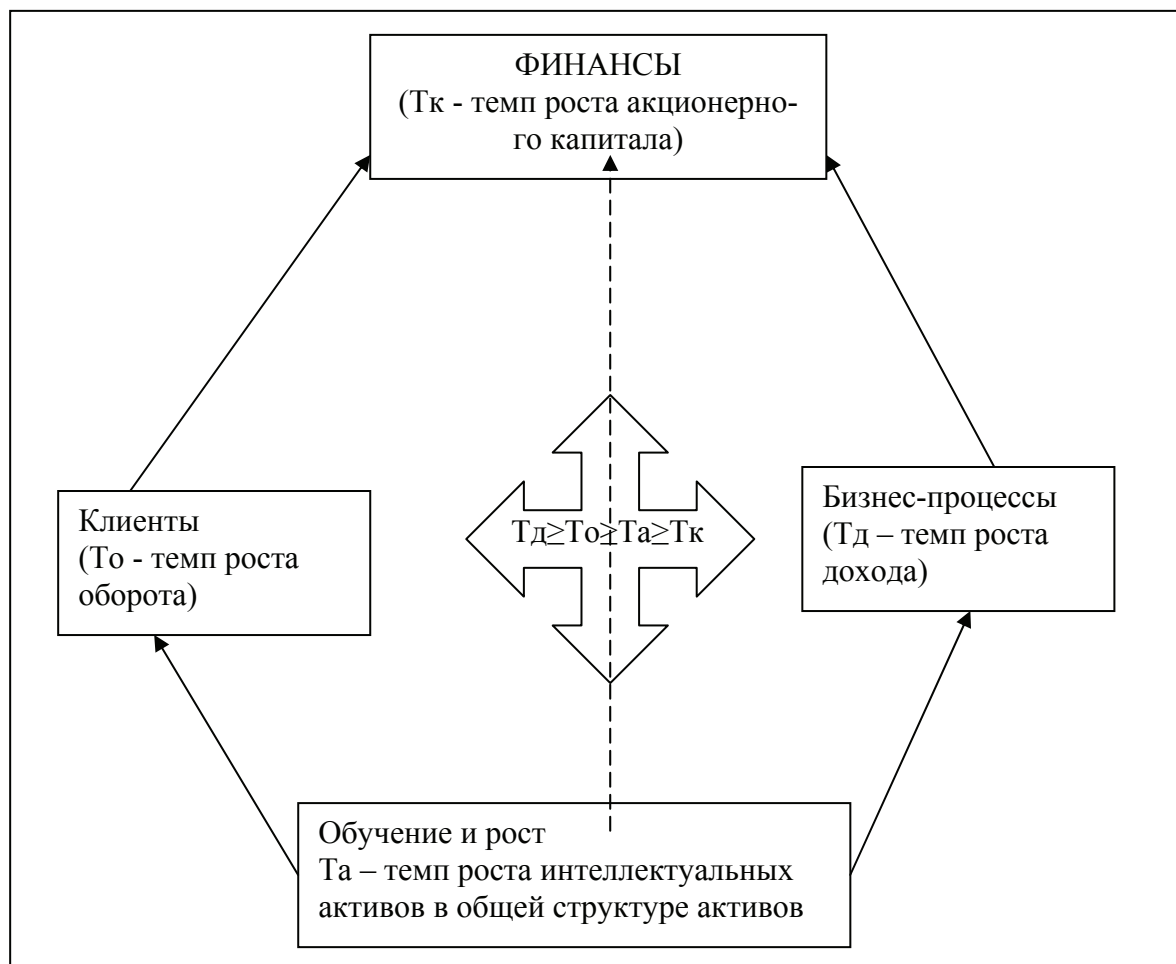 ФИНАНСЫ
(Тк - темп роста акционерно-
го капитала)
Клиенты
(То - темп роста
оборота)
Тд≥То≥Та≥Тк
Бизнес-процессы
(Тд – темп роста
дохода)
Обучение и рост
Та – темп роста интеллектуальных
активов в общей структуре активов